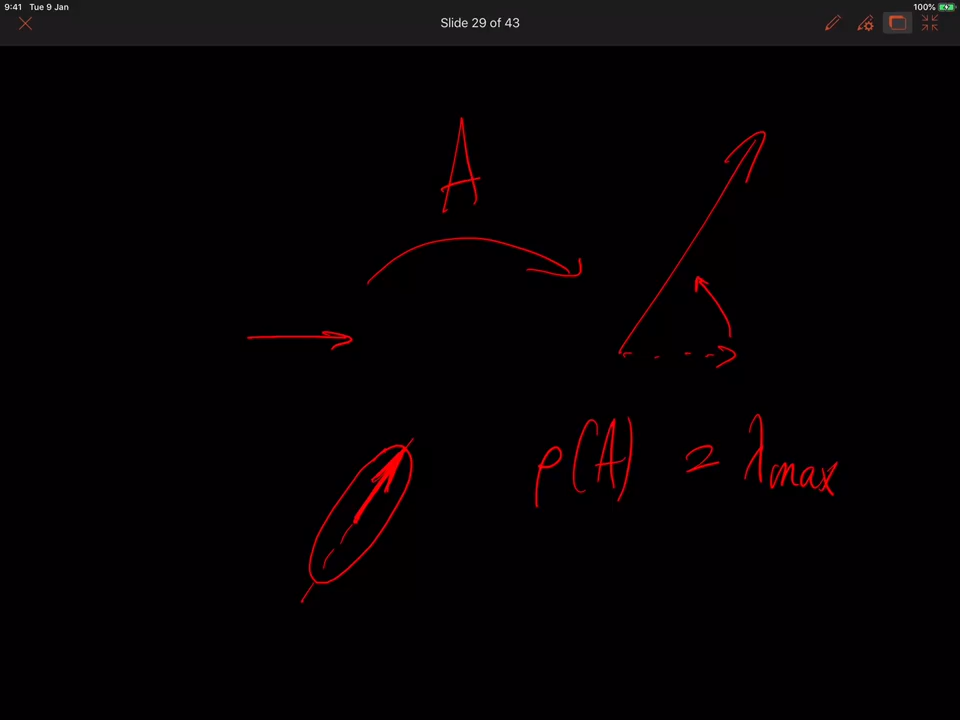 9:41 Tue 9 Jan
100%
Slide 29 of 43
A
ρ(A) = λmax